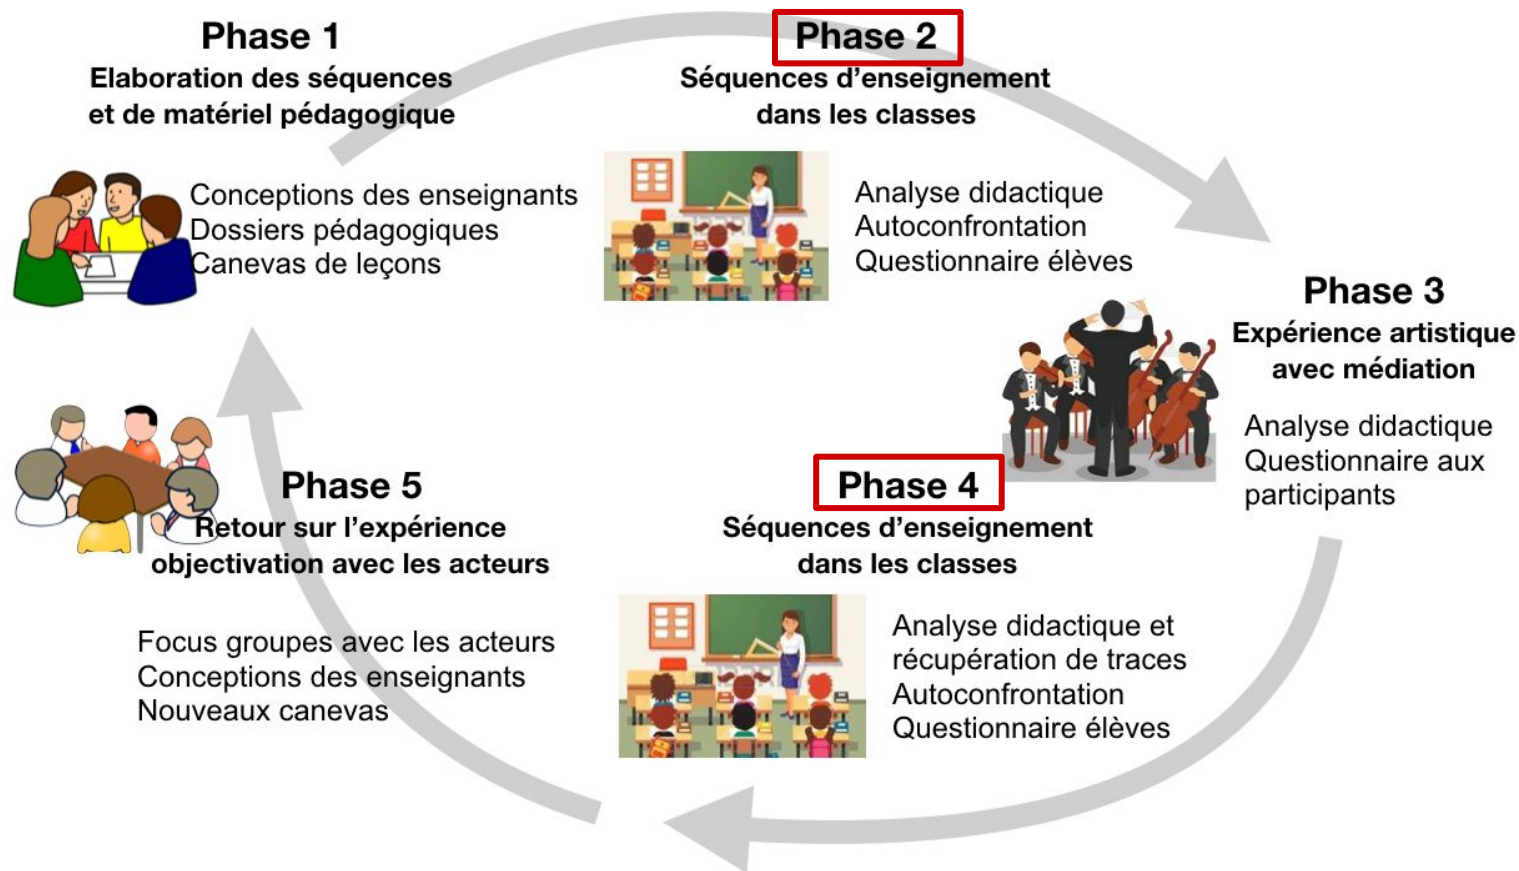 Phase 1
Elaboration des séquences
et de matériel pédagogique
Conceptions des enseignants
Dossiers pédagogiques
Canevas de leçons
Phase 2
Séquences d’enseignement
dans les classes
Analyse didactique
Autoconfrontation
Questionnaire élèves
Phase 3
Expérience artistique
avec médiation
Analyse didactique
Questionnaire aux
participants
Phase 4
Séquences d’enseignement
dans les classes
Analyse didactique et
récupération de traces
Autoconfrontation
Questionnaire élèves
Phase 5
Retour sur l’expérience
objectivation avec les acteurs
Focus groupes avec les acteurs
Conceptions des enseignants
Nouveaux canevas